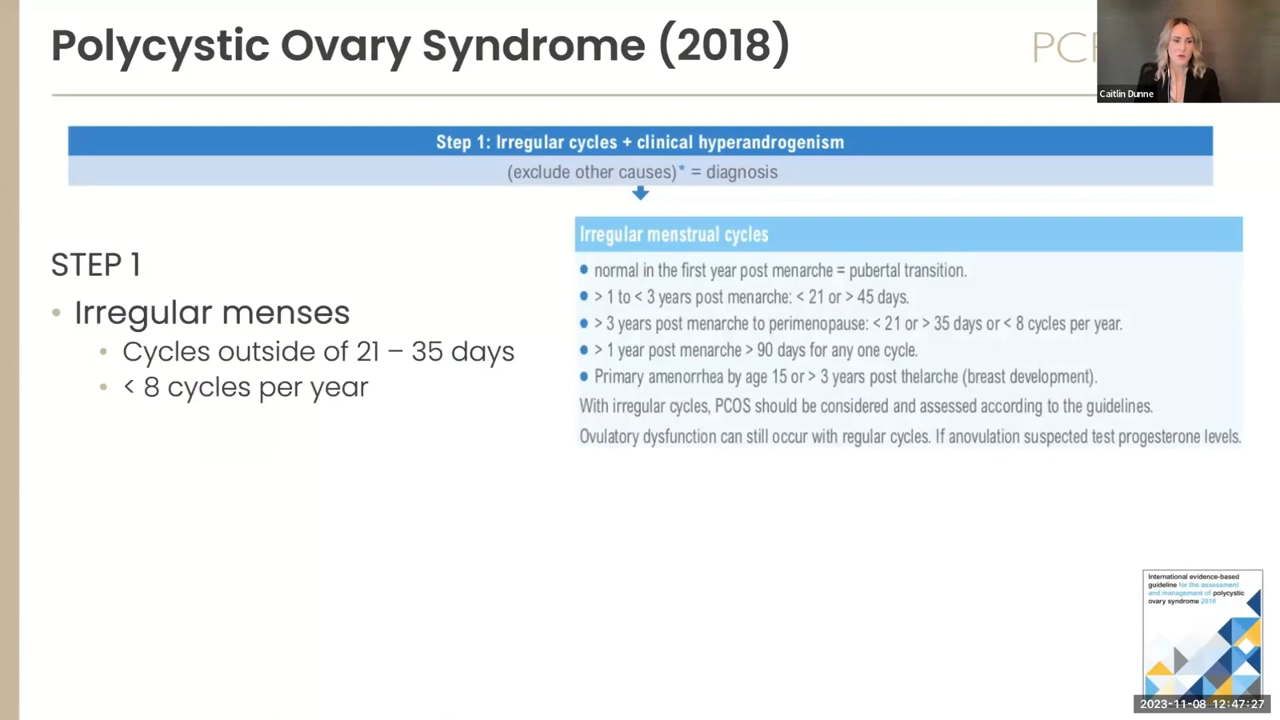 Polycystic Ovary Syndrome (2018)
PC
Caitlin Dunne
Step 1: Irregular cycles + clinical hyperandrogenism
(exclude other causes)* = diagnosis
STEP 1
• Irregular menses
• Cycles outside of 21 – 35 days
• < 8 cycles per year
Irregular menstrual cycles
• normal in the first year post menarche = pubertal transition.
• > 1 to < 3 years post menarche: < 21 or > 45 days.
• > 3 years post menarche to perimenopause: < 21 or > 35 days or < 8 cycles per year.
• > 1 year post menarche > 90 days for any one cycle.
• Primary amenorrhea by age 15 or > 3 years post thelarche (breast development).
With irregular cycles, PCOS should be considered and assessed according to the guidelines.
Ovulatory dysfunction can still occur with regular cycles. If anovulation suspected test progesterone levels.
International evidence-based
guideline for the assessment
and management of polycystic
ovary syndrome 2018
2023-11-08 12:47:27